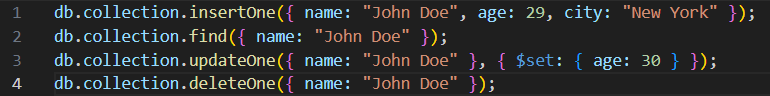 1 db.collection.insertOne({ name: "John Doe", age: 29, city: "New York" });
2 db.collection.find({ name: "John Doe" });
3 db.collection.updateOne({ name: "John Doe" }, { $set: { age: 30 } });
4 db.collection.deleteOne({ name: "John Doe" });